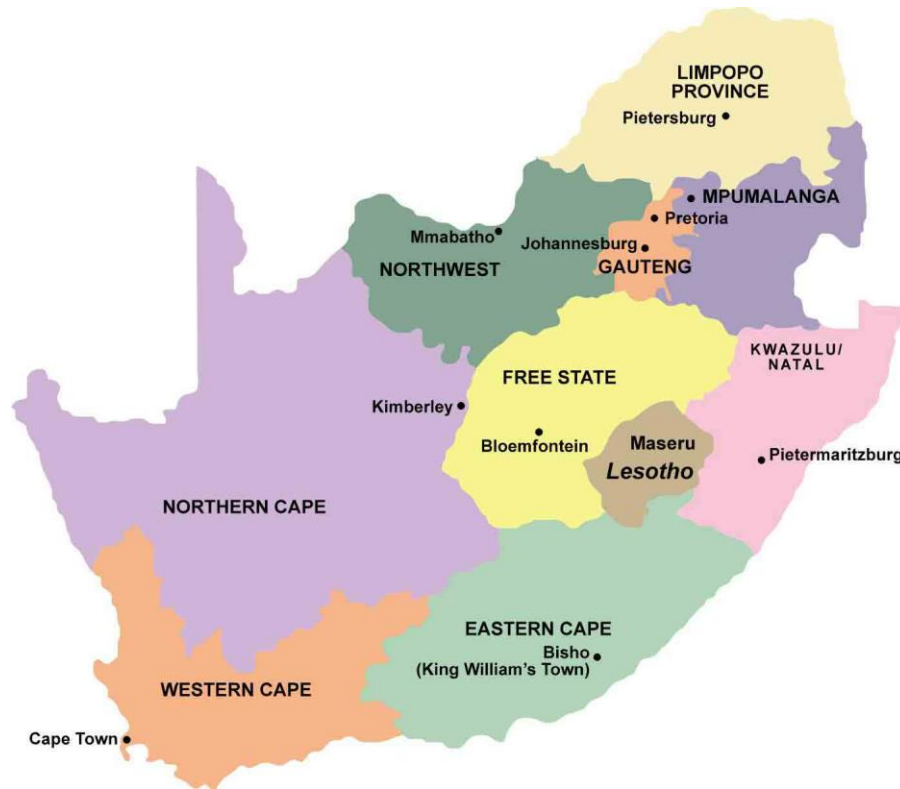 LIMPOPO
PROVINCE
Pietersburg
MPUMALANGA
Pretoria
Mmabatho
Johannesburg
NORTHWEST
GAUTENG
KWAZULU/
NATAL
FREE STATE
Kimberley
Bloemfontein
Maseru
Lesotho
Pietermaritzburg
NORTHERN CAPE
EASTERN CAPE
Bisho
(King William's Town)
WESTERN CAPE
Cape Town